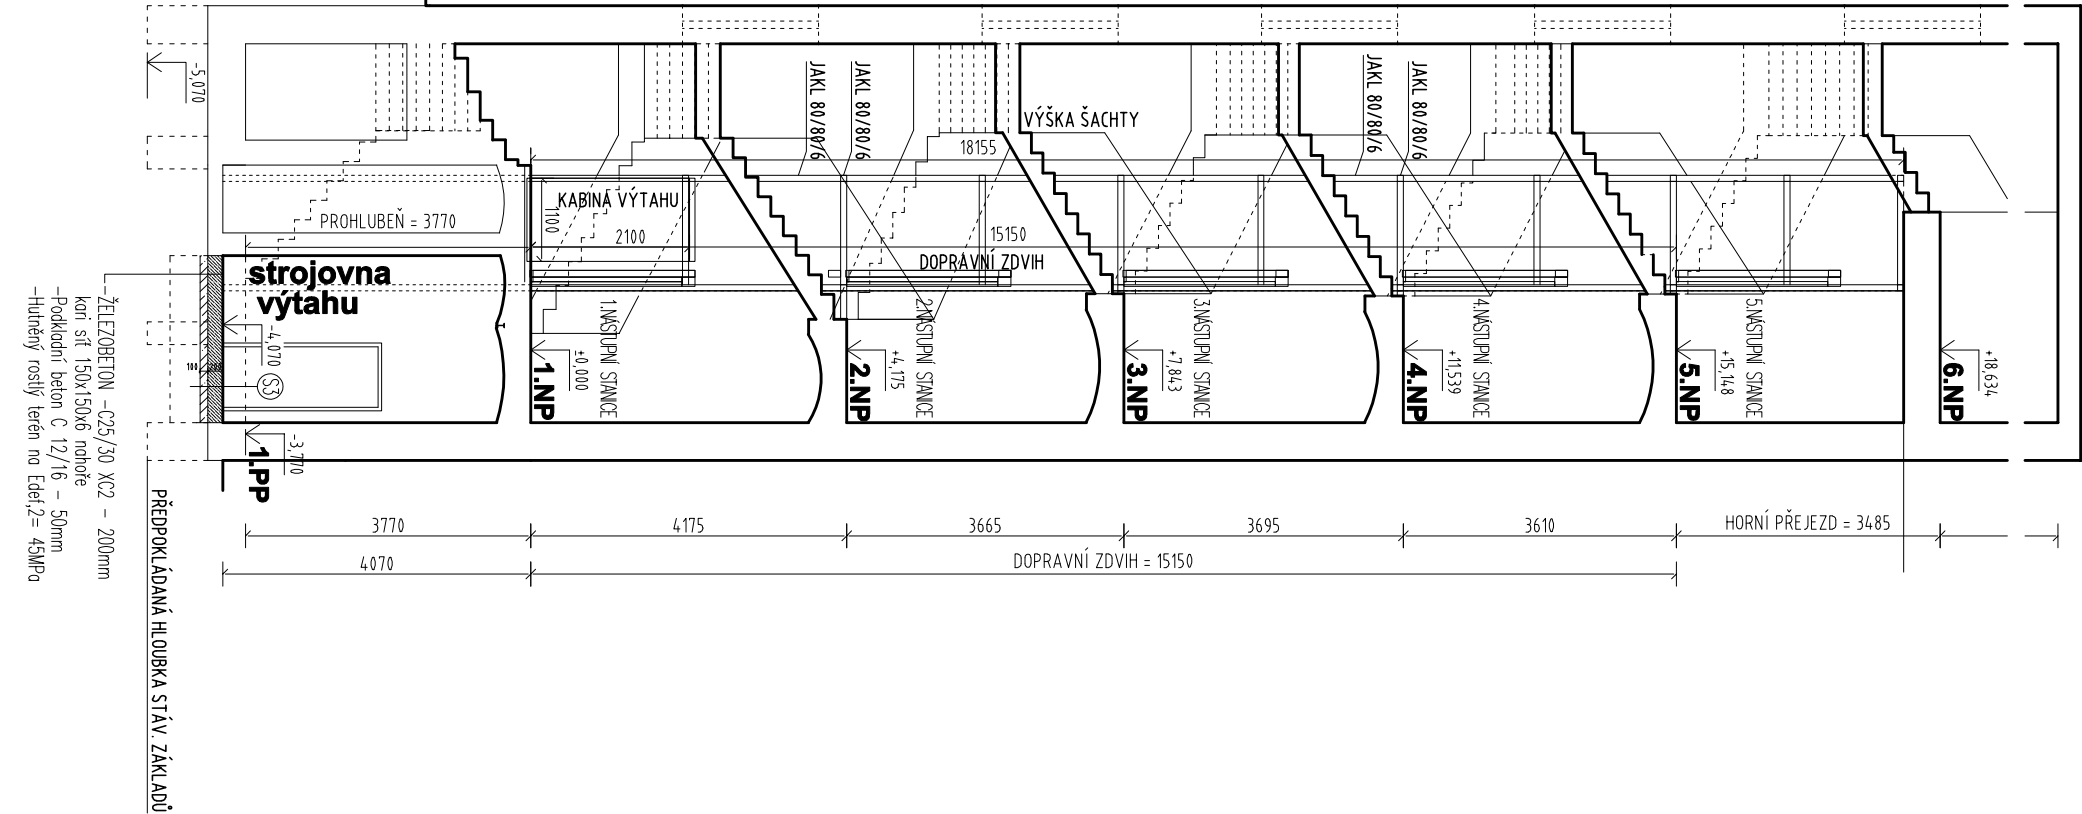 -5,070
JAKL 80/80/6
JAKL 80/80/6
JAKL 80/80/6
JAKL 80/80/6
VÝŠKA ŠACHTY
18155
KABINA VÝTAHU
1100
2100
PROHLUBEŇ = 3770
15150
DOPRAVNÍ ZDVIH
strojovna
výtahu
-4,070
S3
100
200
1.NÁSTUPNÍ STANICE
±0,000
1.NP
2.NÁSTUPNÍ STANICE
+4,175
2.NP
3.NÁSTUPNÍ STANICE
+7,843
3.NP
4.NÁSTUPNÍ STANICE
+11,539
4.NP
5.NÁSTUPNÍ STANICE
+15,148
5.NP
+18,634
6.NP
-3,770
1.PP
-ŽELEZOBETON -C25/30 XC2 - 200mm
kari síť 150x150x6 nahoře
-Podkladní beton C 12/16 - 50mm
-Hutněný rostlý terén na Edef,2= 45MPa
PŘEDPOKLÁDANÁ HLOUBKA STÁV. ZÁKLADŮ
3770
4175
3665
3695
3610
HORNÍ PŘEJEZD = 3485
4070
DOPRAVNÍ ZDVIH = 15150